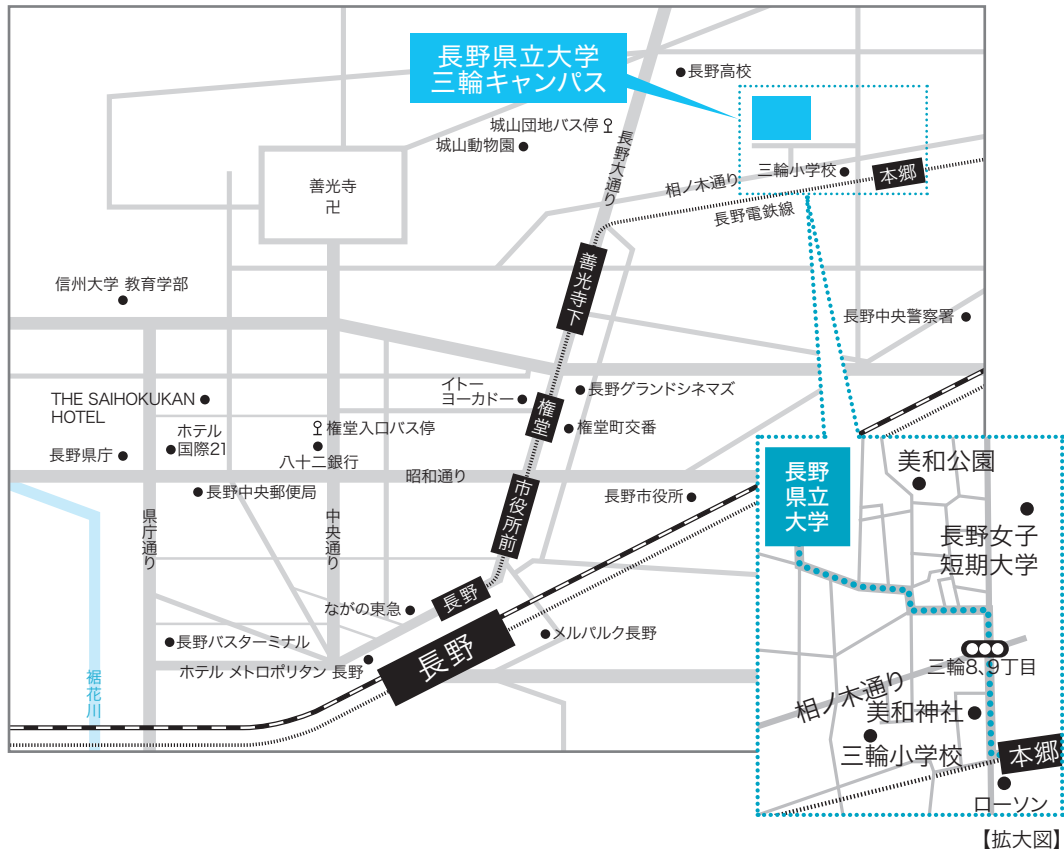 長野県立大学
三輪キャンパス
長野高校
城山団地バス停
城山動物園
長野大通り
善光寺
卍
三輪小学校
本郷
相ノ木通り
長野電鉄線
善光寺下
信州大学 教育学部
長野中央警察署
イトー
ヨーカドー
長野グランドシネマズ
THE SAIHOKUKAN
HOTEL
権堂
権堂町交番
ホテル
国際21
権堂入口バス停
八十二銀行
長野県庁
昭和通り
長野中央郵便局
市役所前
長野市役所
県庁通り
中央通り
長野
ながの東急
長野
メルパルク長野
長野バスターミナル
ホテル メトロポリタン 長野
裾花川
長野
県立
大学
美和公園
長野女子
短期大学
三輪8、9丁目
相ノ木通り
美和神社
三輪小学校
本郷
ローソン
【拡大図】